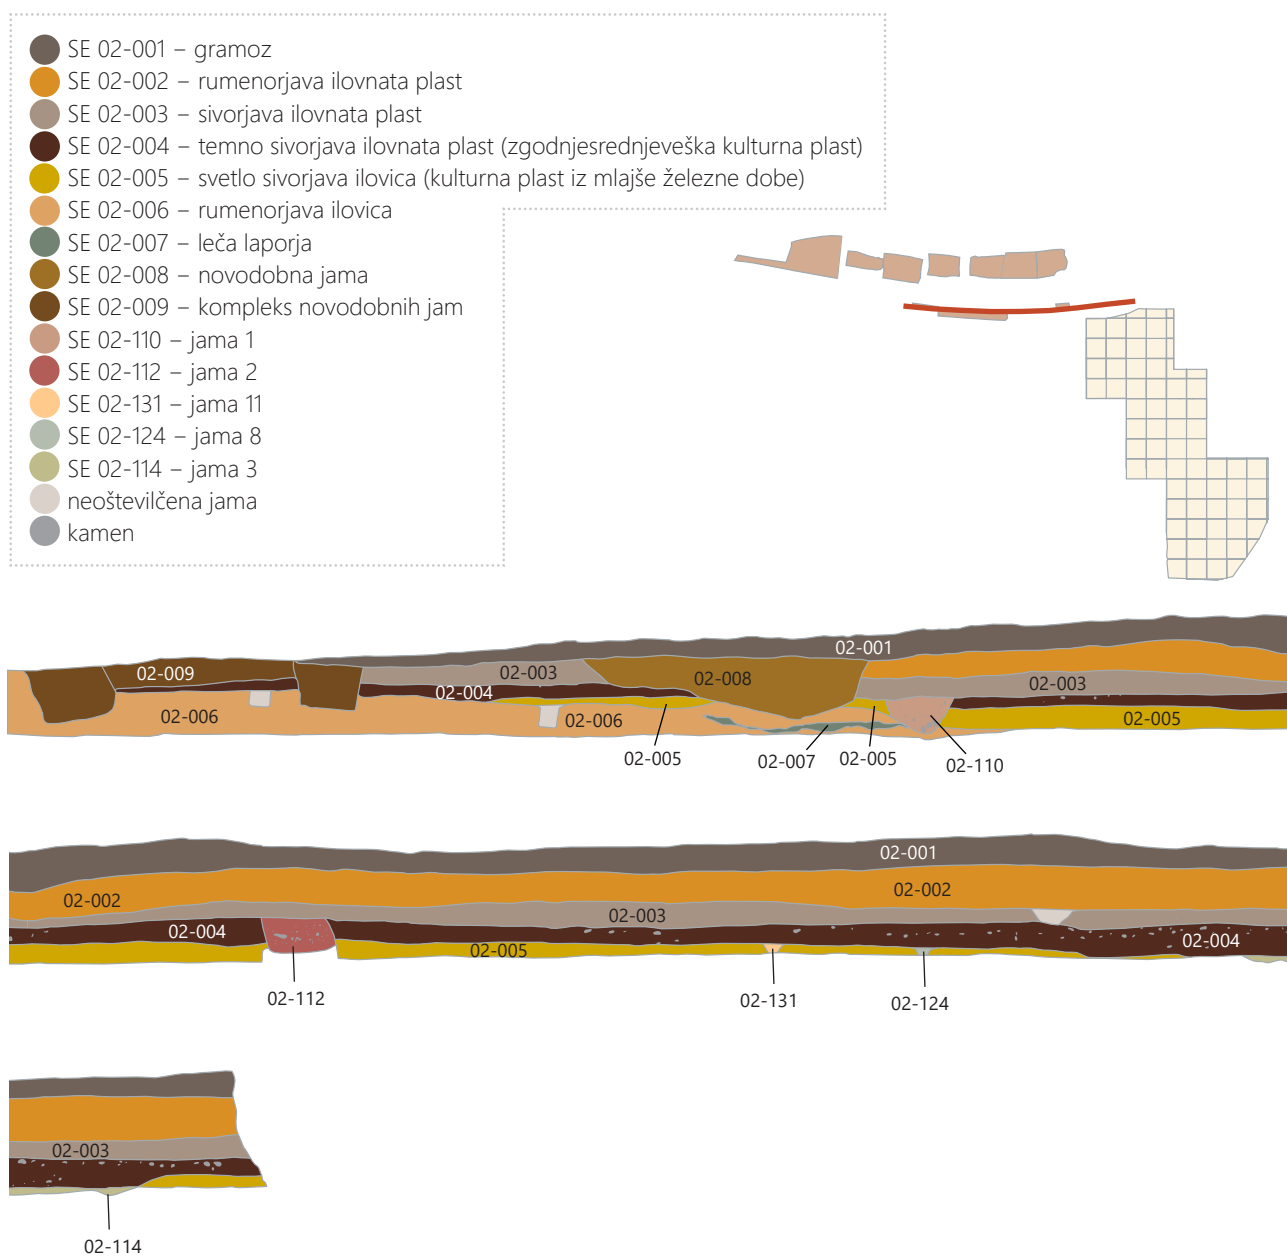 SE 02-001 – gramoz
SE 02-002 – rumenorjava ilovnata plast
SE 02-003 – sivorjava ilovnata plast
SE 02-004 – temno sivorjava ilovnata plast (zgodnjesrednjeveška kulturna plast)
SE 02-005 – svetlo sivorjava ilovica (kulturna plast iz mlajše železne dobe)
SE 02-006 – rumenorjava ilovica
SE 02-007 – leča laporja
SE 02-008 – novodobna jama
SE 02-009 – kompleks novodobnih jam
SE 02-110 – jama 1
SE 02-112 – jama 2
SE 02-131 – jama 11
SE 02-124 – jama 8
SE 02-114 – jama 3
neoštevilčena jama
kamen
02-001
02-009
02-003
02-008
02-003
02-004
02-006
02-006
02-005
02-005
02-007
02-005
02-110
02-001
02-002
02-002
02-003
02-004
02-004
02-005
02-112
02-131
02-124
02-003
02-114